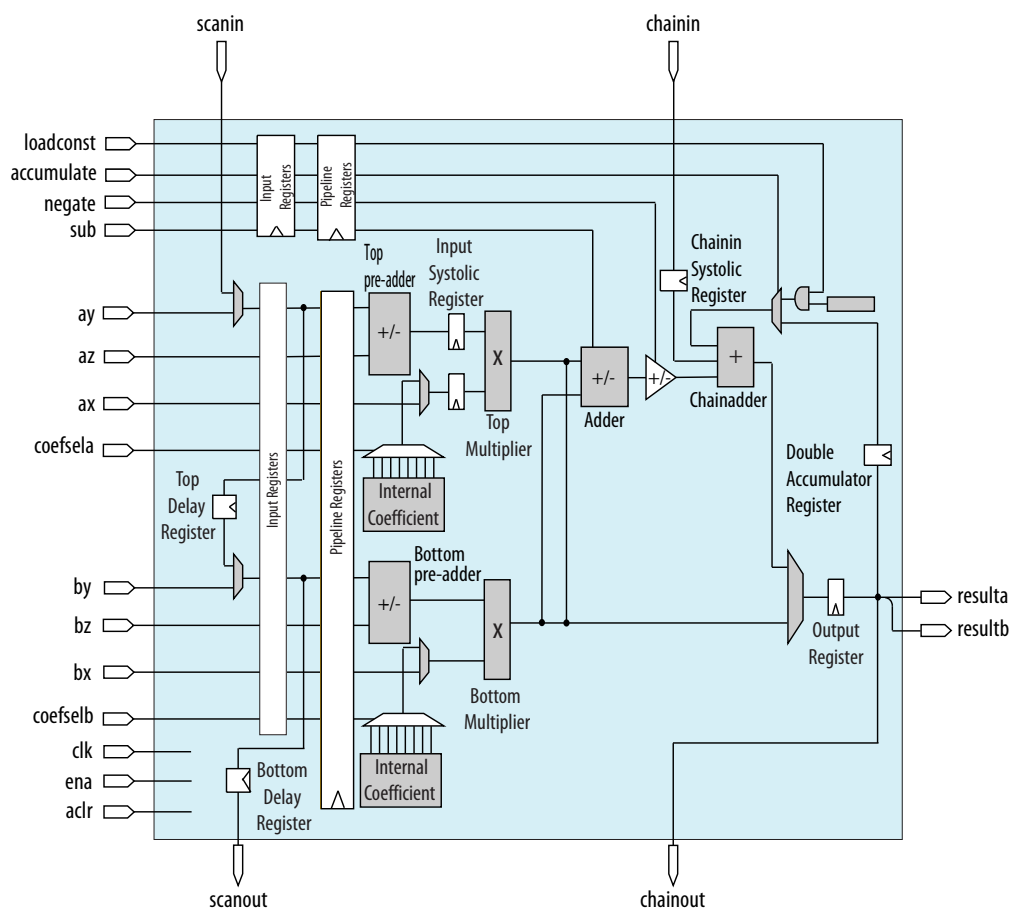 scanin
chainin
loadconst
accumulate
negate
sub
Input
Registers
Pipeline
Registers
Top
pre-adder
Input
Systolic
Register
Chainin
Systolic
Register
ay
az
ax
coefsela
+/-
X
+/-
+/-
+
Adder
Chainadder
Top
Multiplier
Internal
Coefficient
Top
Delay
Register
Input Registers
Pipeline Registers
Double
Accumulator
Register
by
bz
bx
coefselb
Bottom
pre-adder
+/-
X
Bottom
Multiplier
Output
Register
resulta
resultb
clk
ena
aclr
Bottom
Delay
Register
Internal
Coefficient
scanout
chainout